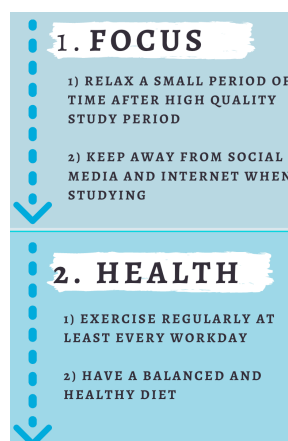 1. FOCUS
1) RELAX A SMALL PERIOD OF
TIME AFTER HIGH QUALITY
STUDY PERIOD
2) KEEP AWAY FROM SOCIAL
MEDIA AND INTERNET WHEN
STUDYING
2. HEALTH
1) EXERCISE REGULARLY AT
LEAST EVERY WORKDAY
2) HAVE A BALANCED AND
HEALTHY DIET